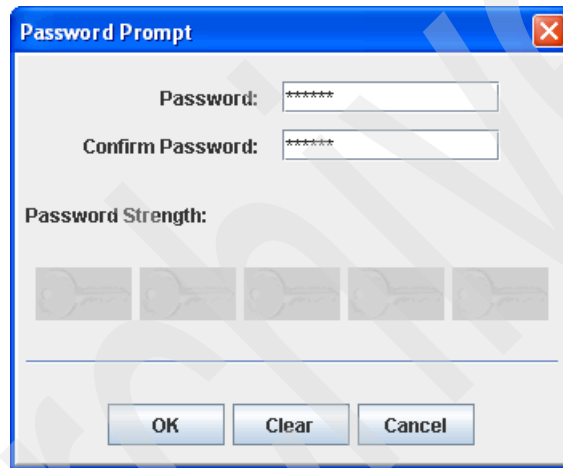 Password Prompt
Password: ******
Confirm Password: ******
Password Strength:
OK Clear Cancel